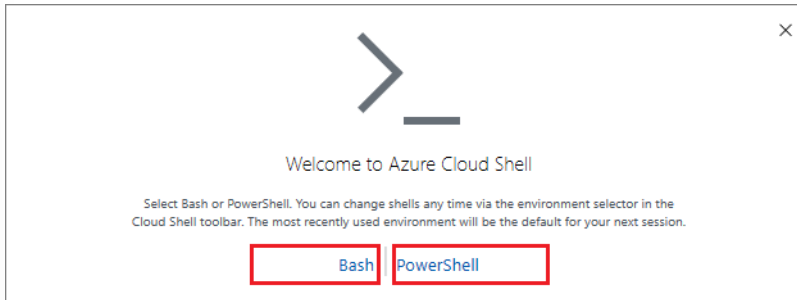 Welcome to Azure Cloud Shell
Select Bash or PowerShell. You can change shells any time via the environment selector in the
Cloud Shell toolbar. The most recently used environment will be the default for your next session.
Bash PowerShell